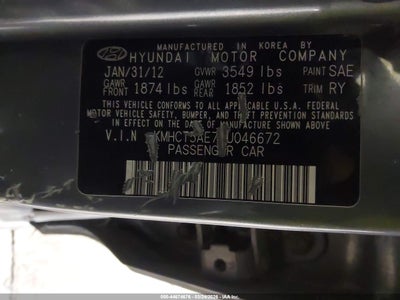 MANUFACTURED IN KOREA BY
HYUNDAI MOTOR COMPANY
JAN/31/12 GVWR 3549 lbs PAINT SAE
GAWR FRONT 1874 lbs GAWR REAR 1852 lbs TRIM RY
THIS VEHICLE CONFORMS TO ALL APPLICABLE U.S.A. FEDERAL
MOTOR VEHICLE SAFETY, BUMPER, AND THEFT PREVENTION
STANDARDS IN EFFECT ON THE DATE OF MANUFACTURE SHOWN ABOVE
V.I.N
PASSENGER CAR